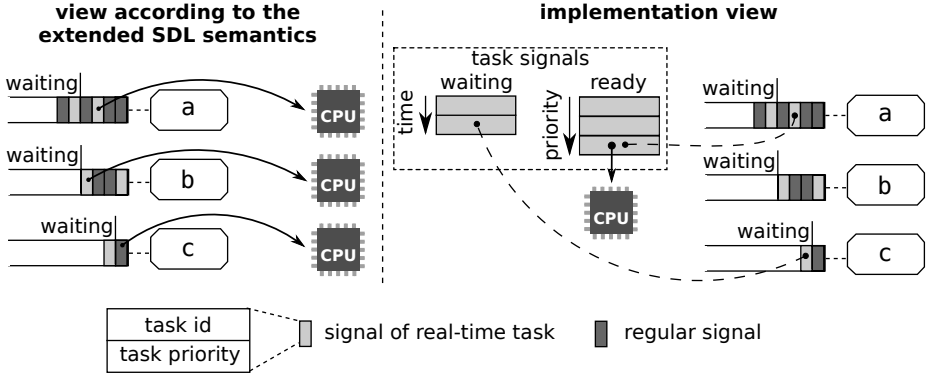 view according to the
extended SDL semantics
implementation view
waiting
a
CPU
waiting
b
CPU
waiting
c
CPU
task signals
waiting
ready
time
priority
CPU
waiting
a
waiting
b
waiting
c
task id
task priority
signal of real-time task
regular signal